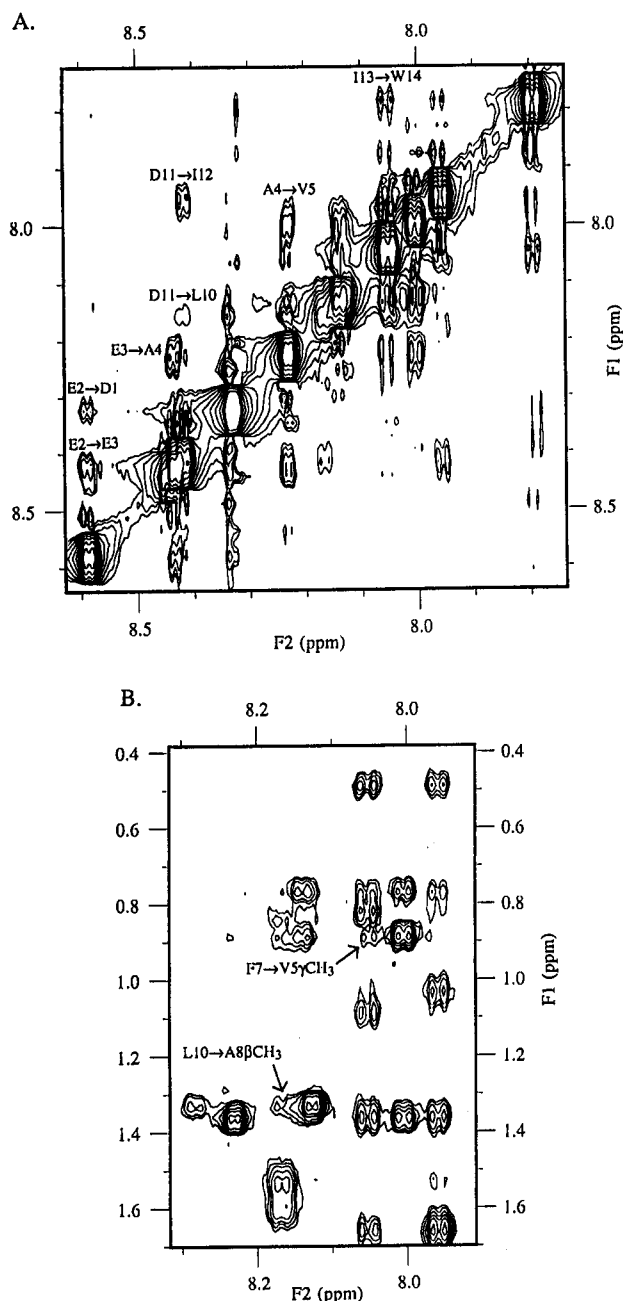 A.
8.5 8.0
I13→W14
D11→I12
A4→V5
8.0 8.0
D11→L10
E3→A4
E2→D1
E2→E3
F1 (ppm)
8.5 8.5
8.5 8.0
F2 (ppm)
B.
8.2 8.0
0.4 0.4
0.6 0.6
0.8 0.8
F7→V5γCH₃
1.0 1.0
F1 (ppm)
L10→A8βCH₃
1.2 1.2
1.4 1.4
1.6 1.6
8.2 8.0
F2 (ppm)